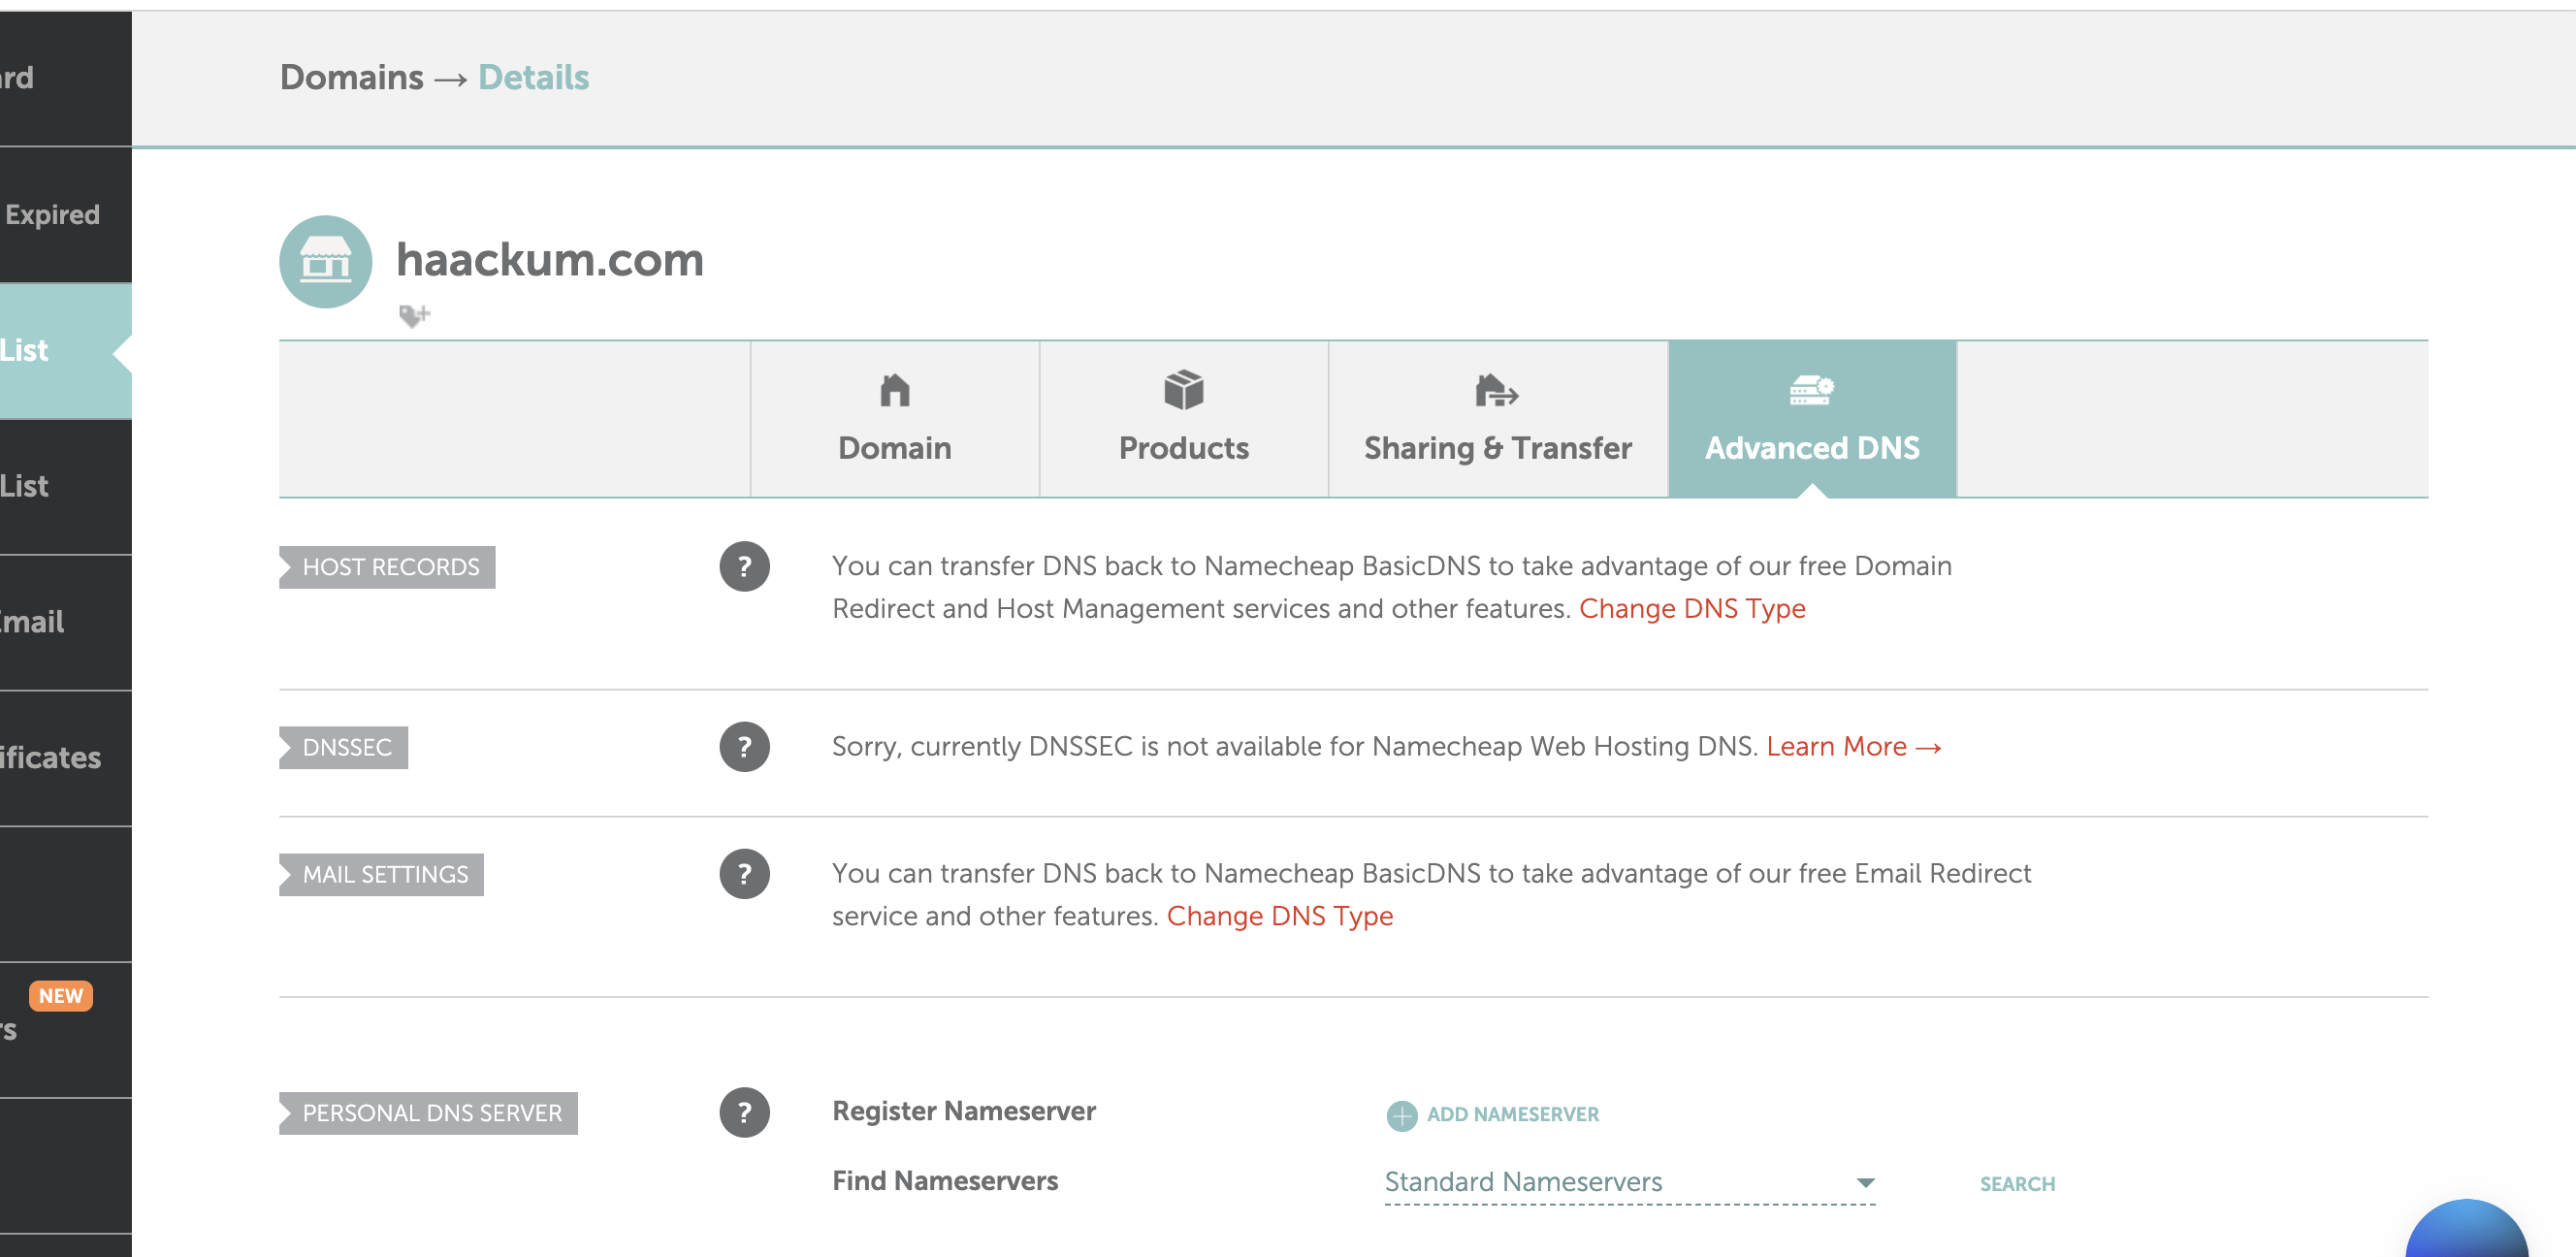 Domains → Details
ard
Expired
List
List
Email
ificates
NEW
rs
haackum.com
Domain
Products
Sharing & Transfer
Advanced DNS
HOST RECORDS
?
You can transfer DNS back to Namecheap BasicDNS to take advantage of our free Domain
Redirect and Host Management services and other features. Change DNS Type
DNSSEC
?
Sorry, currently DNSSEC is not available for Namecheap Web Hosting DNS. Learn More →
MAIL SETTINGS
?
You can transfer DNS back to Namecheap BasicDNS to take advantage of our free Email Redirect
service and other features. Change DNS Type
PERSONAL DNS SERVER
?
Register Nameserver
ADD NAMESERVER
Find Nameservers
Standard Nameservers
SEARCH